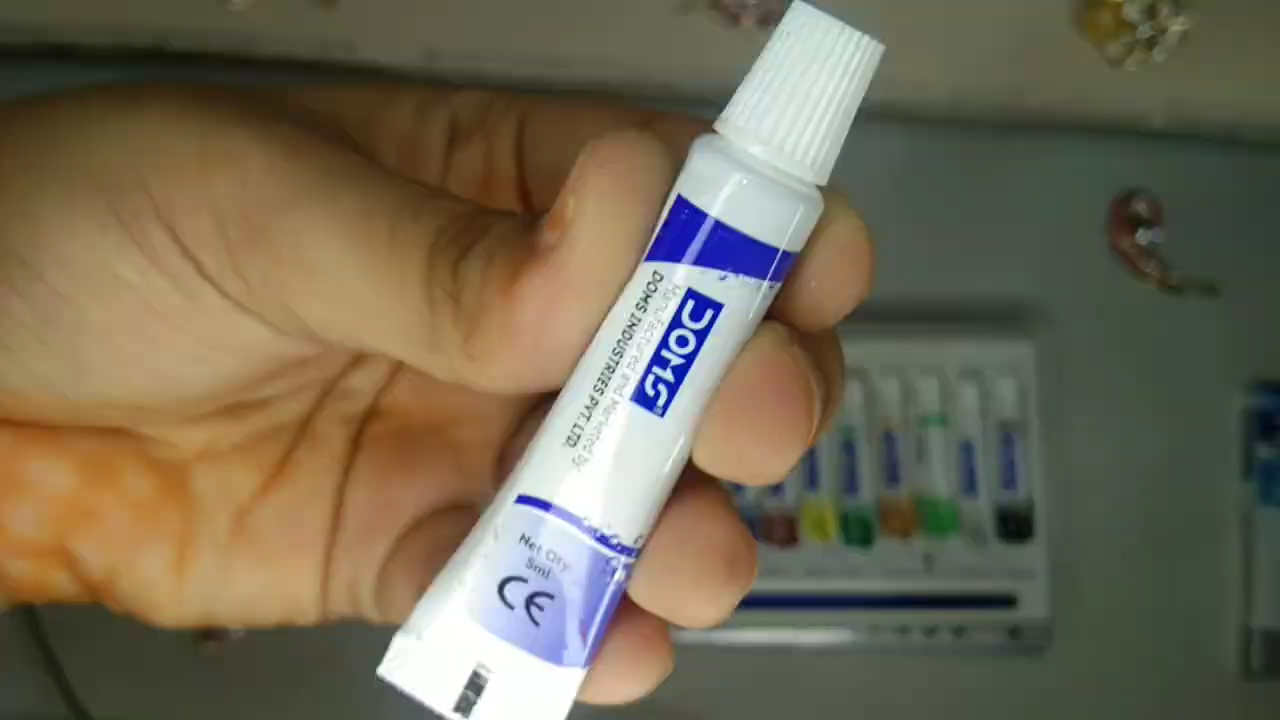 DOMS®
Manufactured and Marketed by
DOMS INDUSTRIES PVT. LTD.
Net Qty
5ml
CE